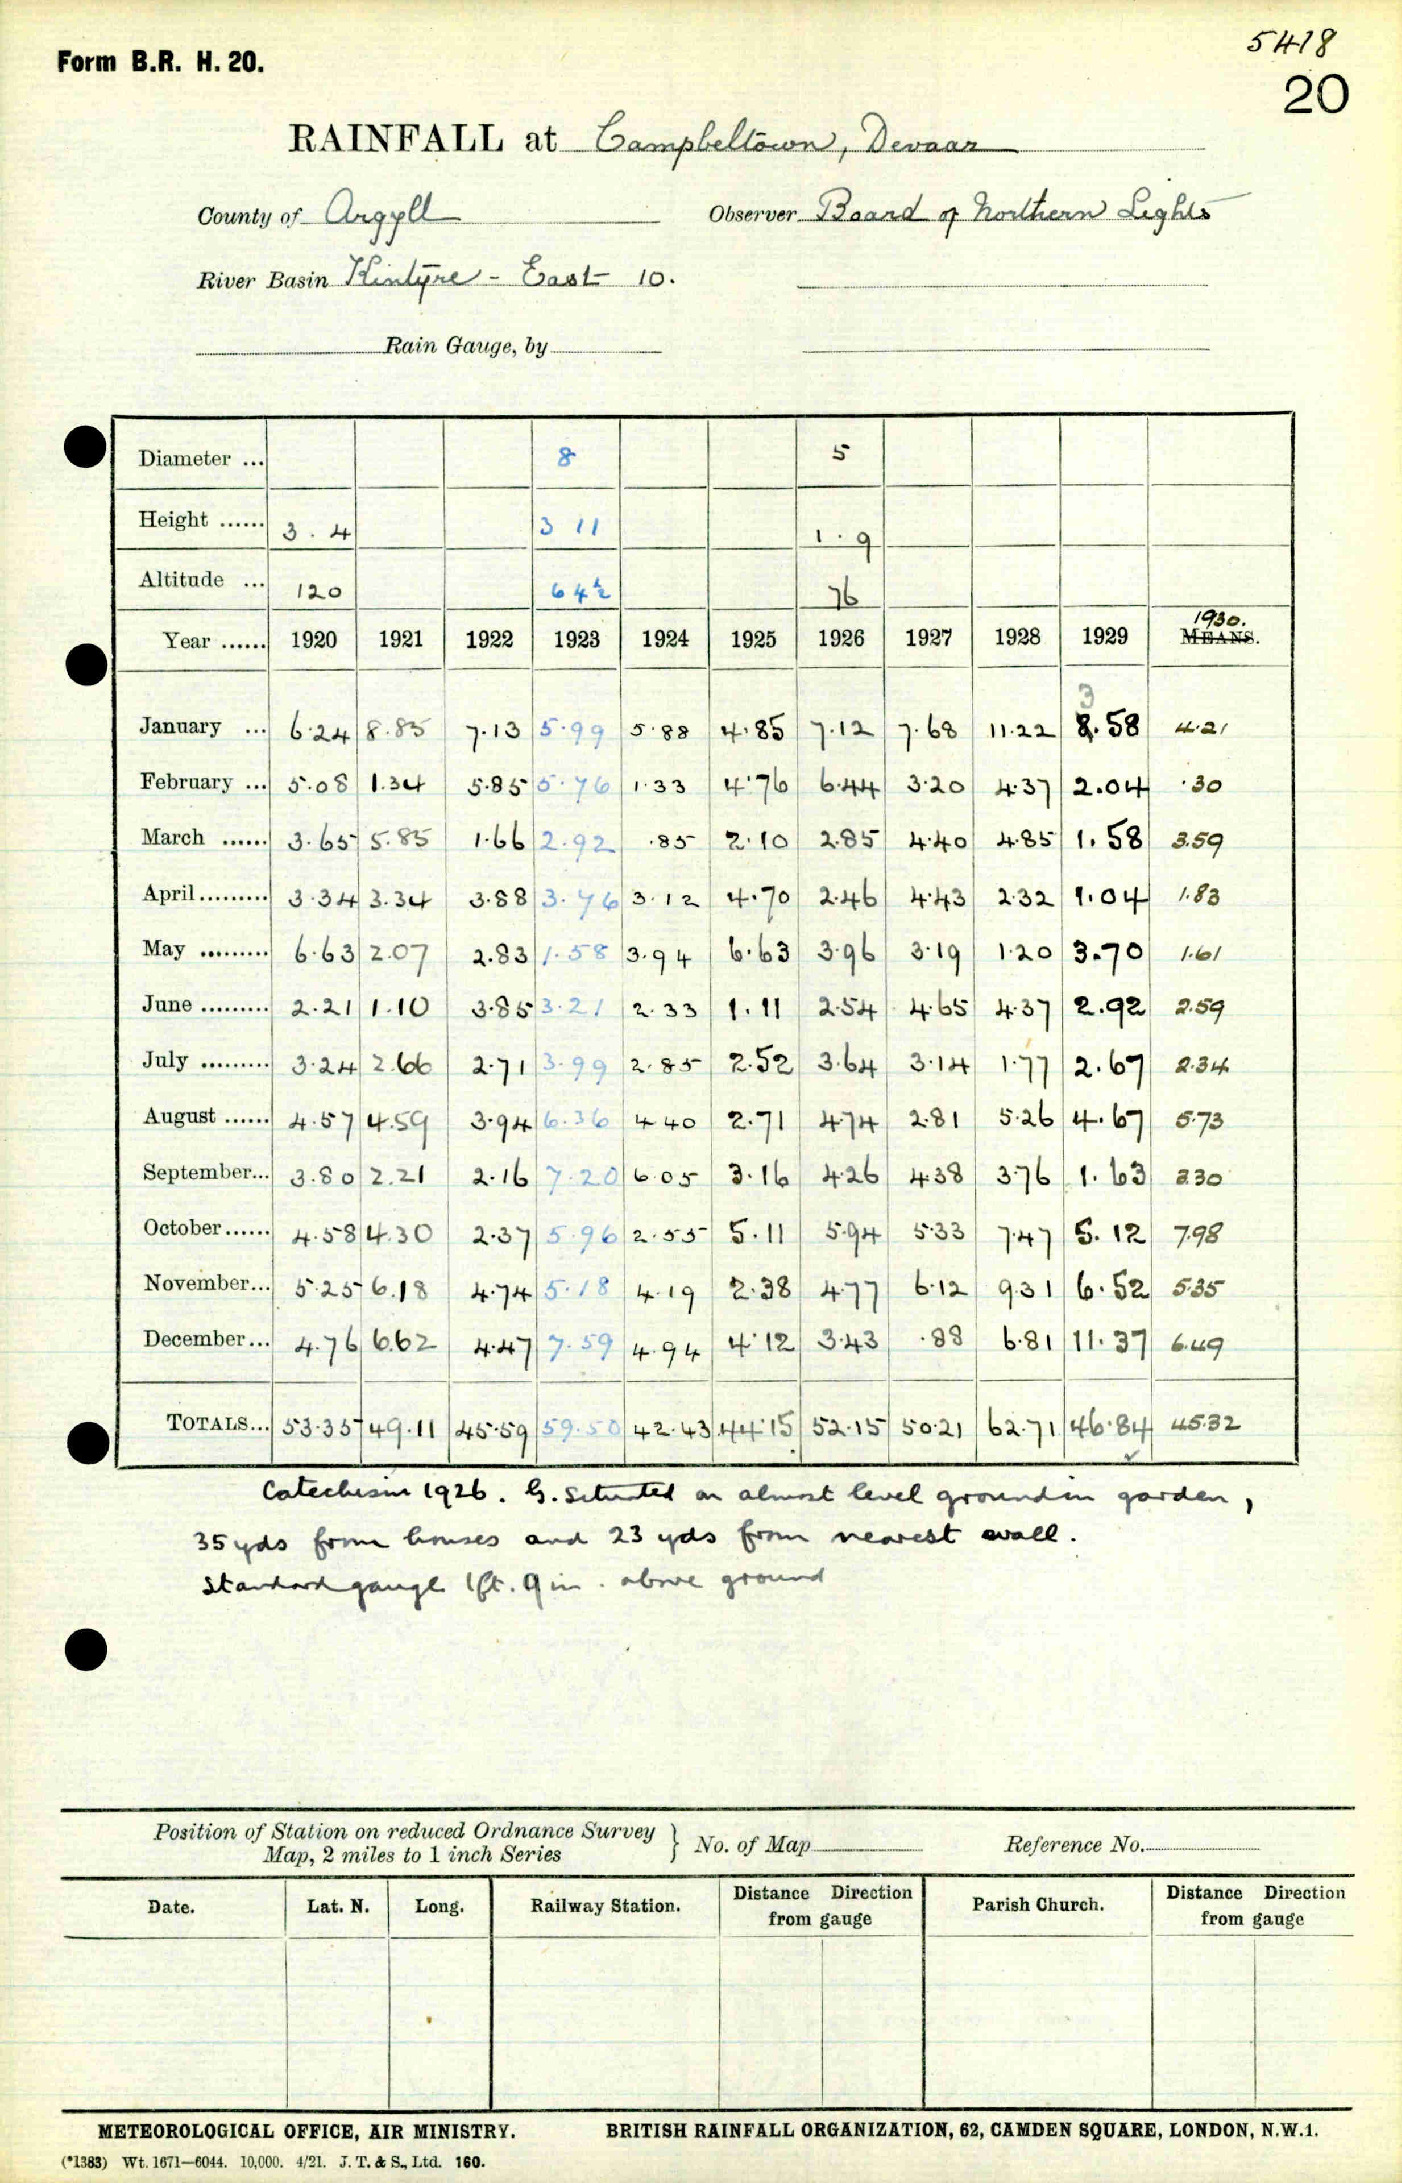 Form B.R. H. 20.
5418
20
RAINFALL at Campbeltown, Devaar
County of Argyll Observer Board of Northern Lights
River Basin Kintyre - East 10.
Rain Gauge, by
Diameter ... 8 5
Height ...... 3 . 4 3 11 1 . 9
Altitude ... 120 64½ 76
Year ...... 1920 1921 1922 1923 1924 1925 1926 1927 1928 1929 1930. MEANS.
3
January ... 6.24 8.85 7.13 5.99 5.88 4.85 7.12 7.68 11.22 8.58 4.21
February ... 5.08 1.34 5.85 5.76 1.33 4.76 6.44 3.20 4.37 2.04 .30
March ...... 3.65 5.85 1.66 2.92 .85 2.10 2.85 4.40 4.85 1.58 3.59
April ......... 3.34 3.34 3.88 3.76 3.12 4.70 2.46 4.43 2.32 1.04 1.83
May ......... 6.63 2.07 2.83 1.58 3.94 6.63 3.96 3.19 1.20 3.70 1.61
June ......... 2.21 1.10 3.85 3.21 2.33 1.11 2.54 4.65 4.37 2.92 2.59
July ......... 3.24 2.66 2.71 3.99 2.85 2.52 3.64 3.14 1.77 2.67 2.34
August ...... 4.57 4.59 3.94 6.36 4.40 2.71 4.74 2.81 5.26 4.67 5.73
September... 3.80 2.21 2.16 7.20 6.05 3.16 4.26 4.38 3.76 1.63 3.30
October ...... 4.58 4.30 2.37 5.96 2.55 5.11 5.94 5.33 7.47 5.12 7.98
November... 5.25 6.18 4.74 5.18 4.19 2.38 4.77 6.12 9.31 6.52 5.35
December... 4.76 6.62 4.47 7.59 4.94 4.12 3.43 .88 6.81 11.37 6.49
TOTALS... 53.35 49.11 45.59 59.50 42.43 44.15 52.15 50.21 62.71 46.84 45.32
Catechism 1926. G. situated on almost level ground in garden,
35 yds from houses and 23 yds from nearest wall.
Standard gauge 1ft. 9 in. above ground
Position of Station on reduced Ordnance Survey Map, 2 miles to 1 inch Series } No. of Map Reference No.
Date. Lat. N. Long. Railway Station. Distance Direction from gauge Parish Church. Distance Direction from gauge
METEOROLOGICAL OFFICE, AIR MINISTRY. BRITISH RAINFALL ORGANIZATION, 62, CAMDEN SQUARE, LONDON, N.W.1.
(*1383) Wt. 1671—6044. 10,000. 4/21. J. T. & S., Ltd. 160.